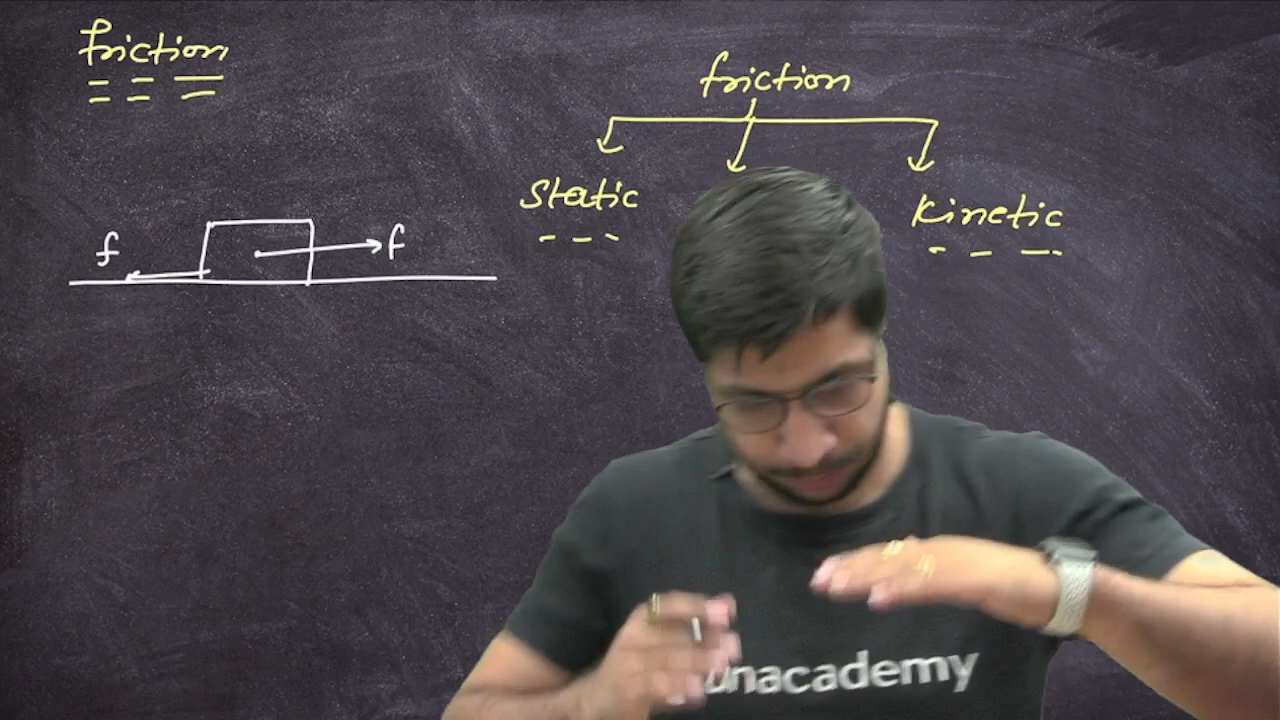 friction
friction
Static
Kinetic
f
f
unacademy